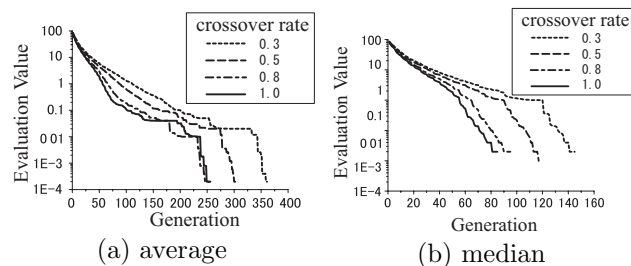 crossover rate
0.3
0.5
0.8
1.0
Evaluation Value
100
10
1
0.1
0 01
1E-3
1E-4
0 50 100 150 200 250 300 350 400
Generation
(a) average
crossover rate
0.3
0.5
0.8
1.0
Evaluation Value
100
10
1
0.1
0 01
1E-3
1E-4
0 20 40 60 80 100 120 140 160
Generation
(b) median